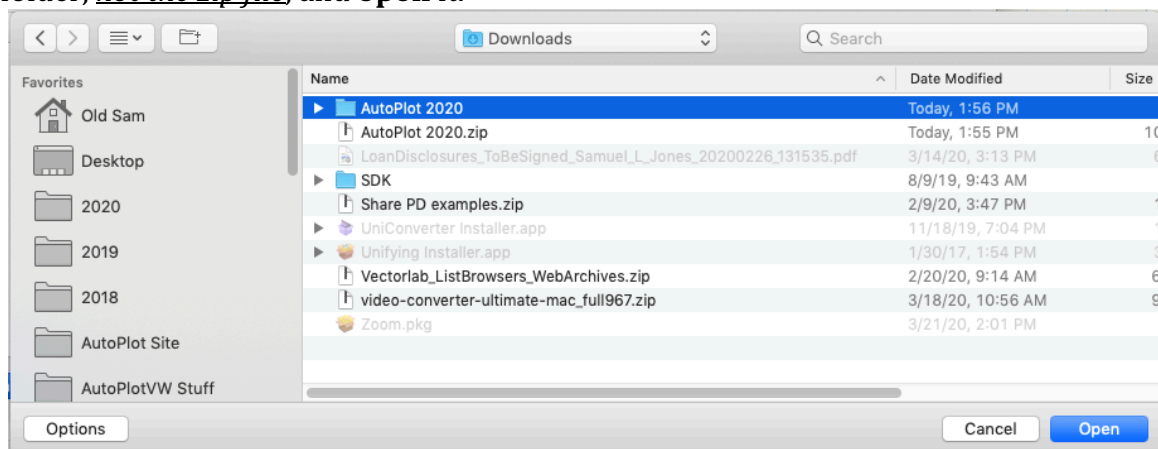 folder, not the zip file, and open it.
Downloads
Search
Favorites
Name
Date Modified
Size
Old Sam
Desktop
2020
2019
2018
AutoPlot Site
AutoPlotVW Stuff
AutoPlot 2020 Today, 1:56 PM
AutoPlot 2020.zip Today, 1:55 PM
LoanDisclosures_ToBeSigned_Samuel_L_Jones_20200226_131535.pdf 3/14/20, 3:13 PM
SDK 8/9/19, 9:43 AM
Share PD examples.zip 2/9/20, 3:47 PM
UniConverter Installer.app 11/18/19, 7:04 PM
Unifying Installer.app 1/30/17, 1:54 PM
Vectorlab_ListBrowsers_WebArchives.zip 2/20/20, 9:14 AM
video-converter-ultimate-mac_full967.zip 3/18/20, 10:56 AM
Zoom.pkg 3/21/20, 2:01 PM
Options
Cancel
Open